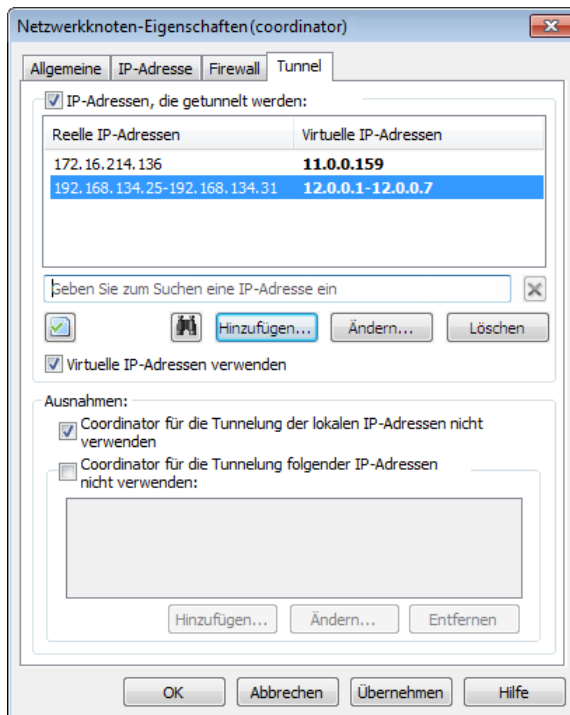 Netzwerkknoten-Eigenschaften (coordinator)
Allgemeine IP-Adresse Firewall Tunnel
IP-Adressen, die getunnelt werden:
Reelle IP-Adressen Virtuelle IP-Adressen
172.16.214.136 11.0.0.159
192.168.134.25-192.168.134.31 12.0.0.1-12.0.0.7
Geben Sie zum Suchen eine IP-Adresse ein
Hinzufügen... Ändern... Löschen
Virtuelle IP-Adressen verwenden
Ausnahmen:
Coordinator für die Tunnelung der lokalen IP-Adressen nicht
verwenden
Coordinator für die Tunnelung folgender IP-Adressen
nicht verwenden:
Hinzufügen... Ändern... Entfernen
OK Abbrechen Übernehmen Hilfe